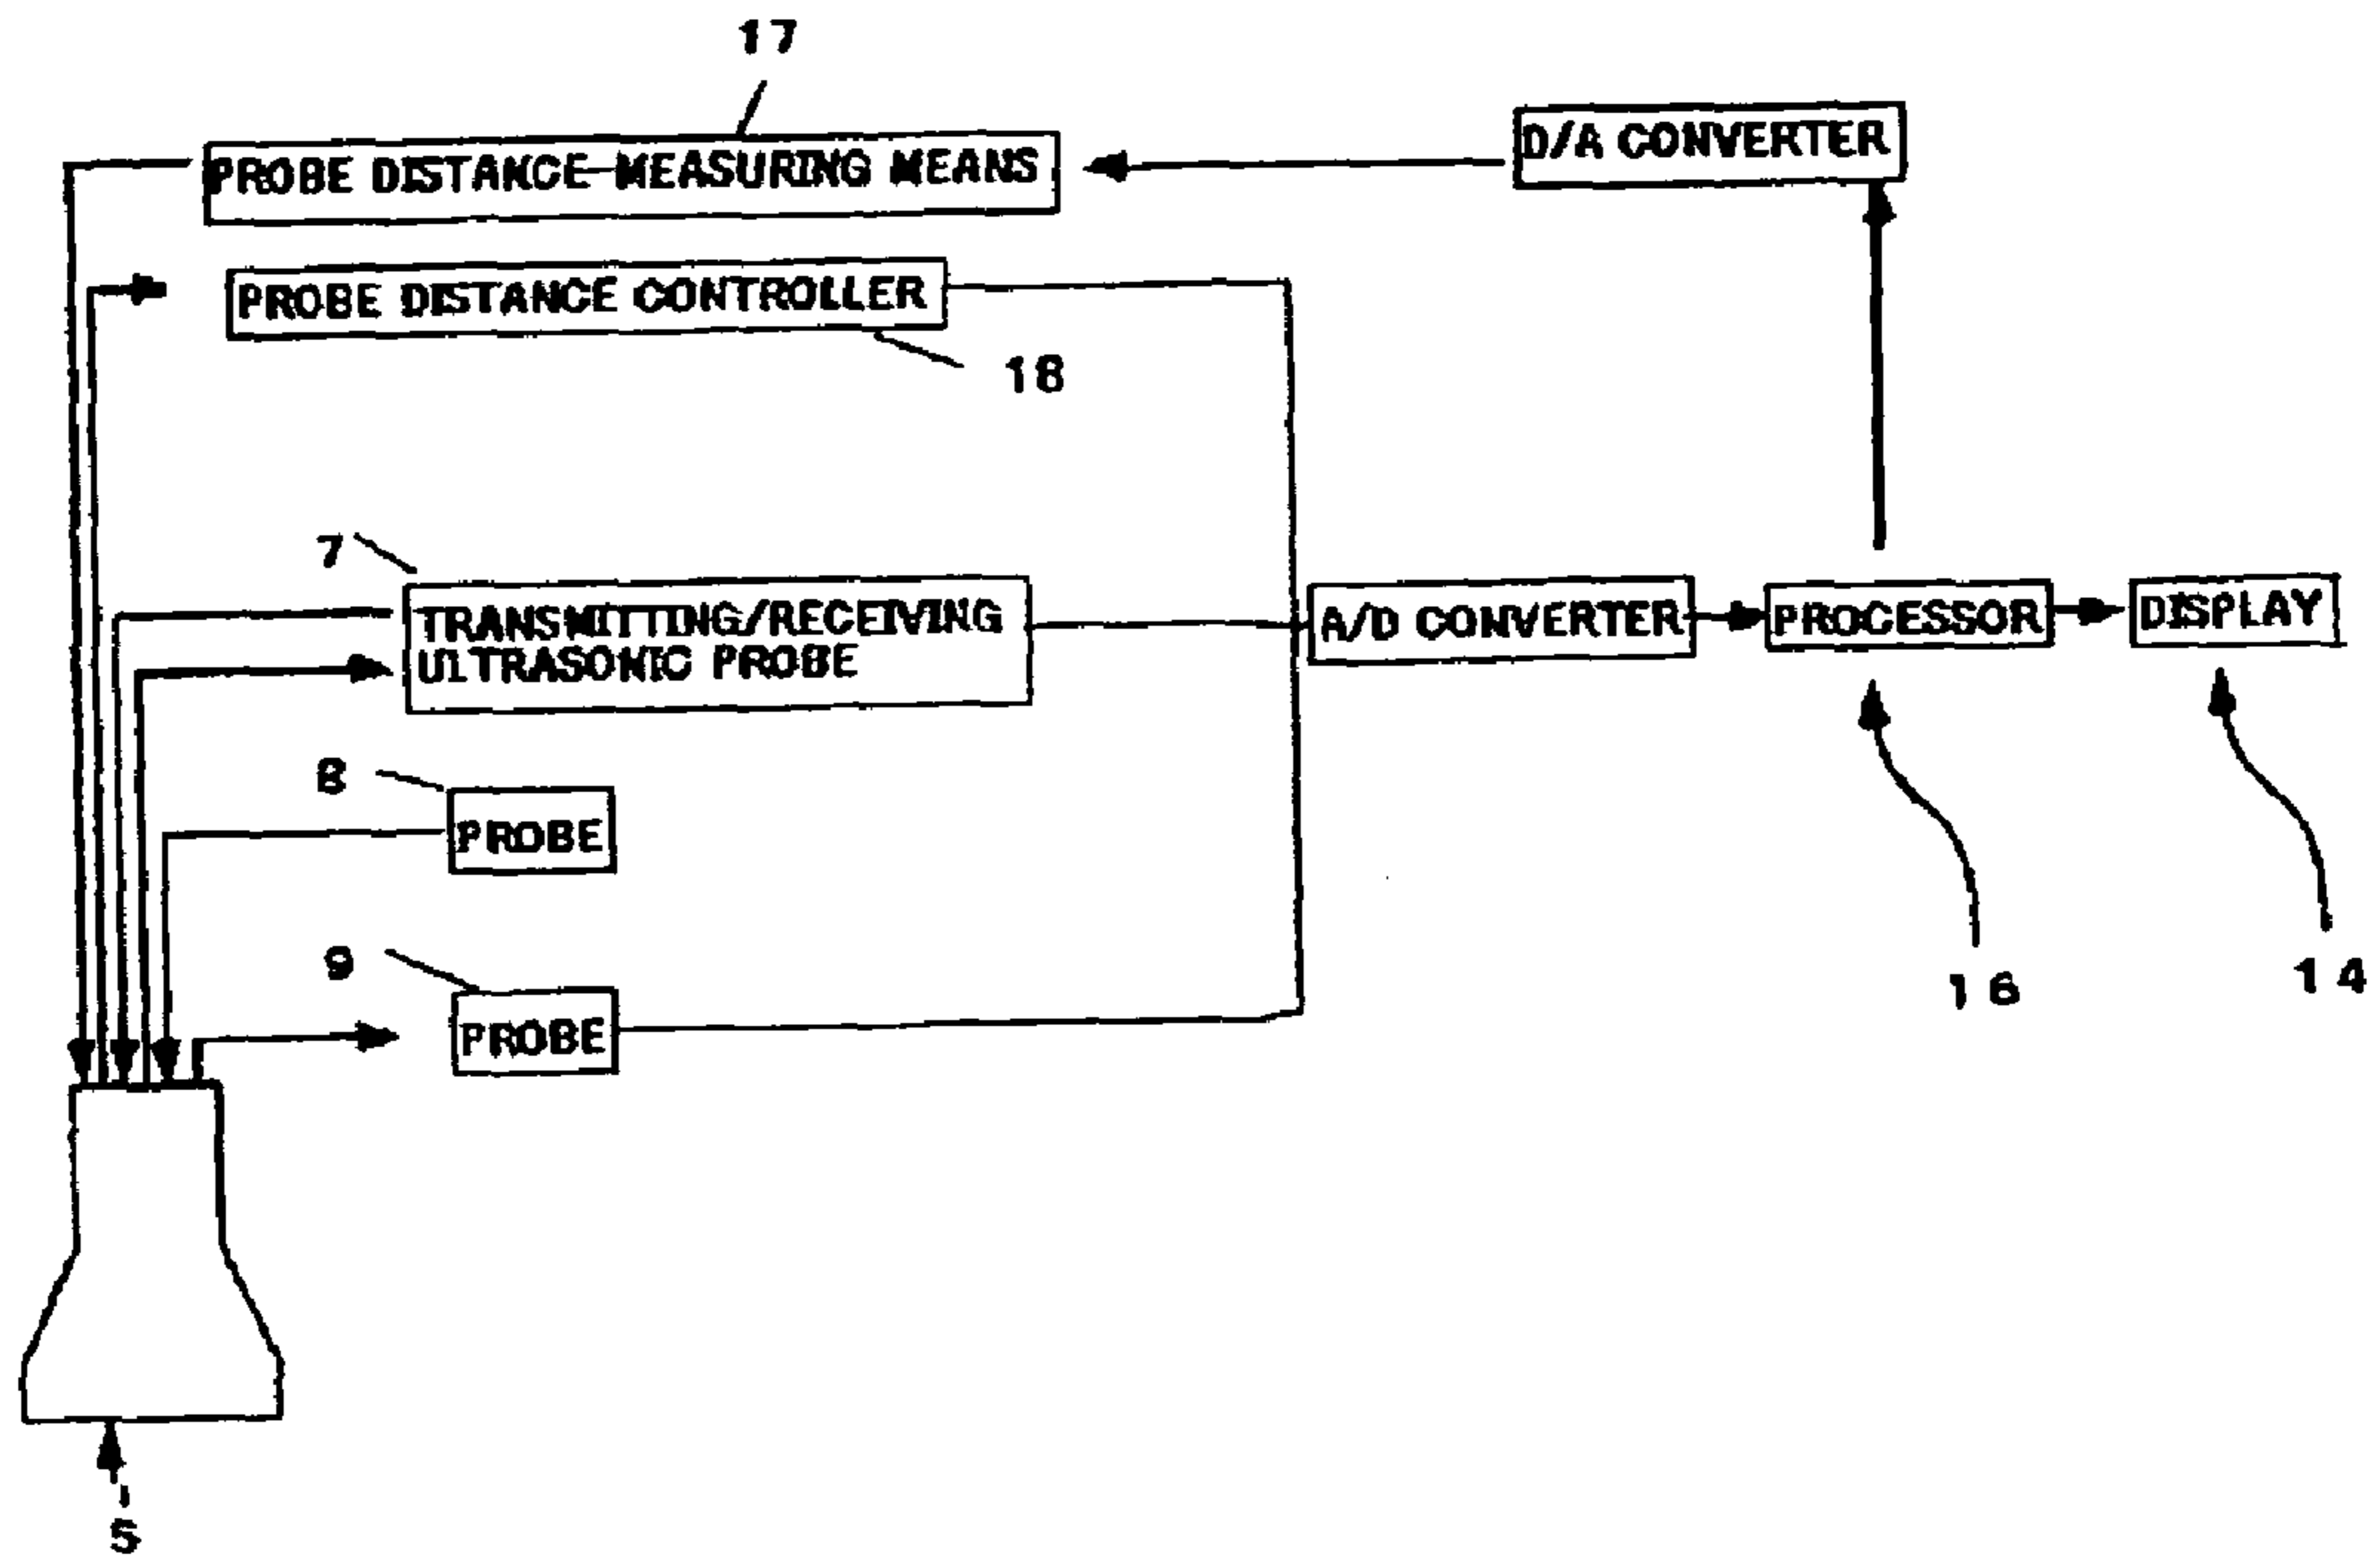 17
D/A CONVERTER
PROBE DISTANCE-MEASURING MEANS
PROBE DISTANCE CONTROLLER
18
7
TRANSMITTING/RECEIVING
ULTRASONIC PROBE
A/D CONVERTER
PROCESSOR
DISPLAY
8
PROBE
9
PROBE
16
14
S